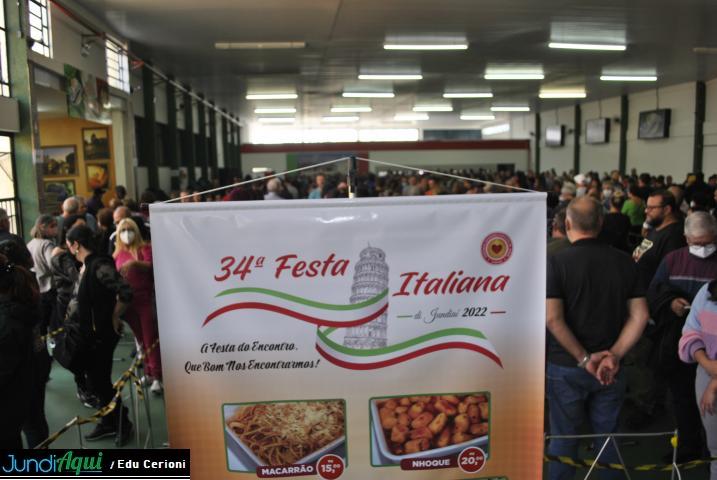 34ª Festa Italiana
di Jundiaí 2022
A Festa do Encontro.
Que Bom Nos Encontrarmos!
MACARRÃO R$ 15,00
NHOQUE R$ 20,00
JUNDIAQUI / Edu Cerioni